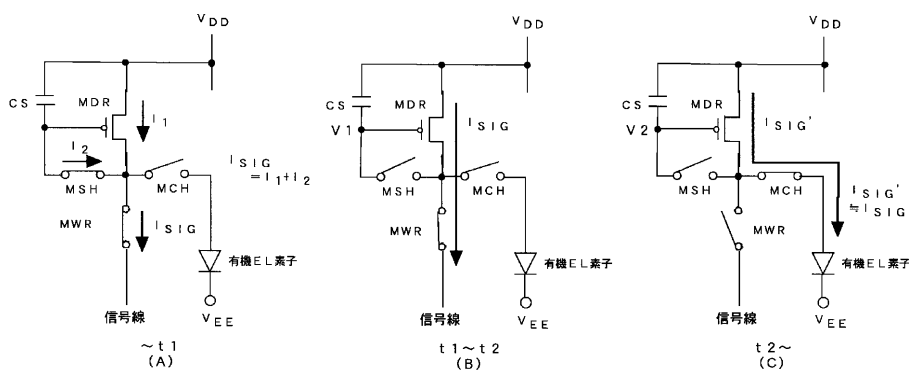 VDD
CS
MDR
I1
I2
ISIG
=I1+I2
MSH
MCH
MWR
ISIG
有機EL素子
信号線
VEE
~t1
(A)
VDD
CS
MDR
V1
ISIG
MSH
MCH
MWR
有機EL素子
信号線
VEE
t1~t2
(B)
VDD
CS
MDR
V2
ISIG'
MSH
MCH
ISIG'
≒ISIG
MWR
有機EL素子
信号線
VEE
t2~
(C)